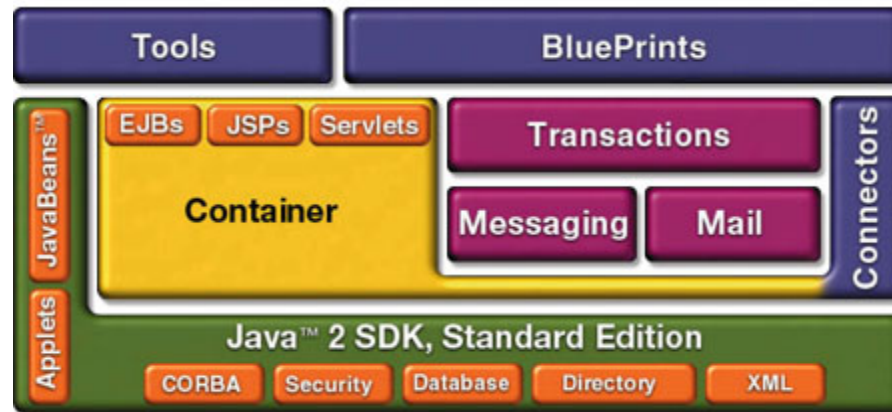 Tools
BluePrints
JavaBeans™
Applets
EJBs
JSPs
Servlets
Container
Transactions
Messaging
Mail
Connectors
Java™ 2 SDK, Standard Edition
CORBA
Security
Database
Directory
XML